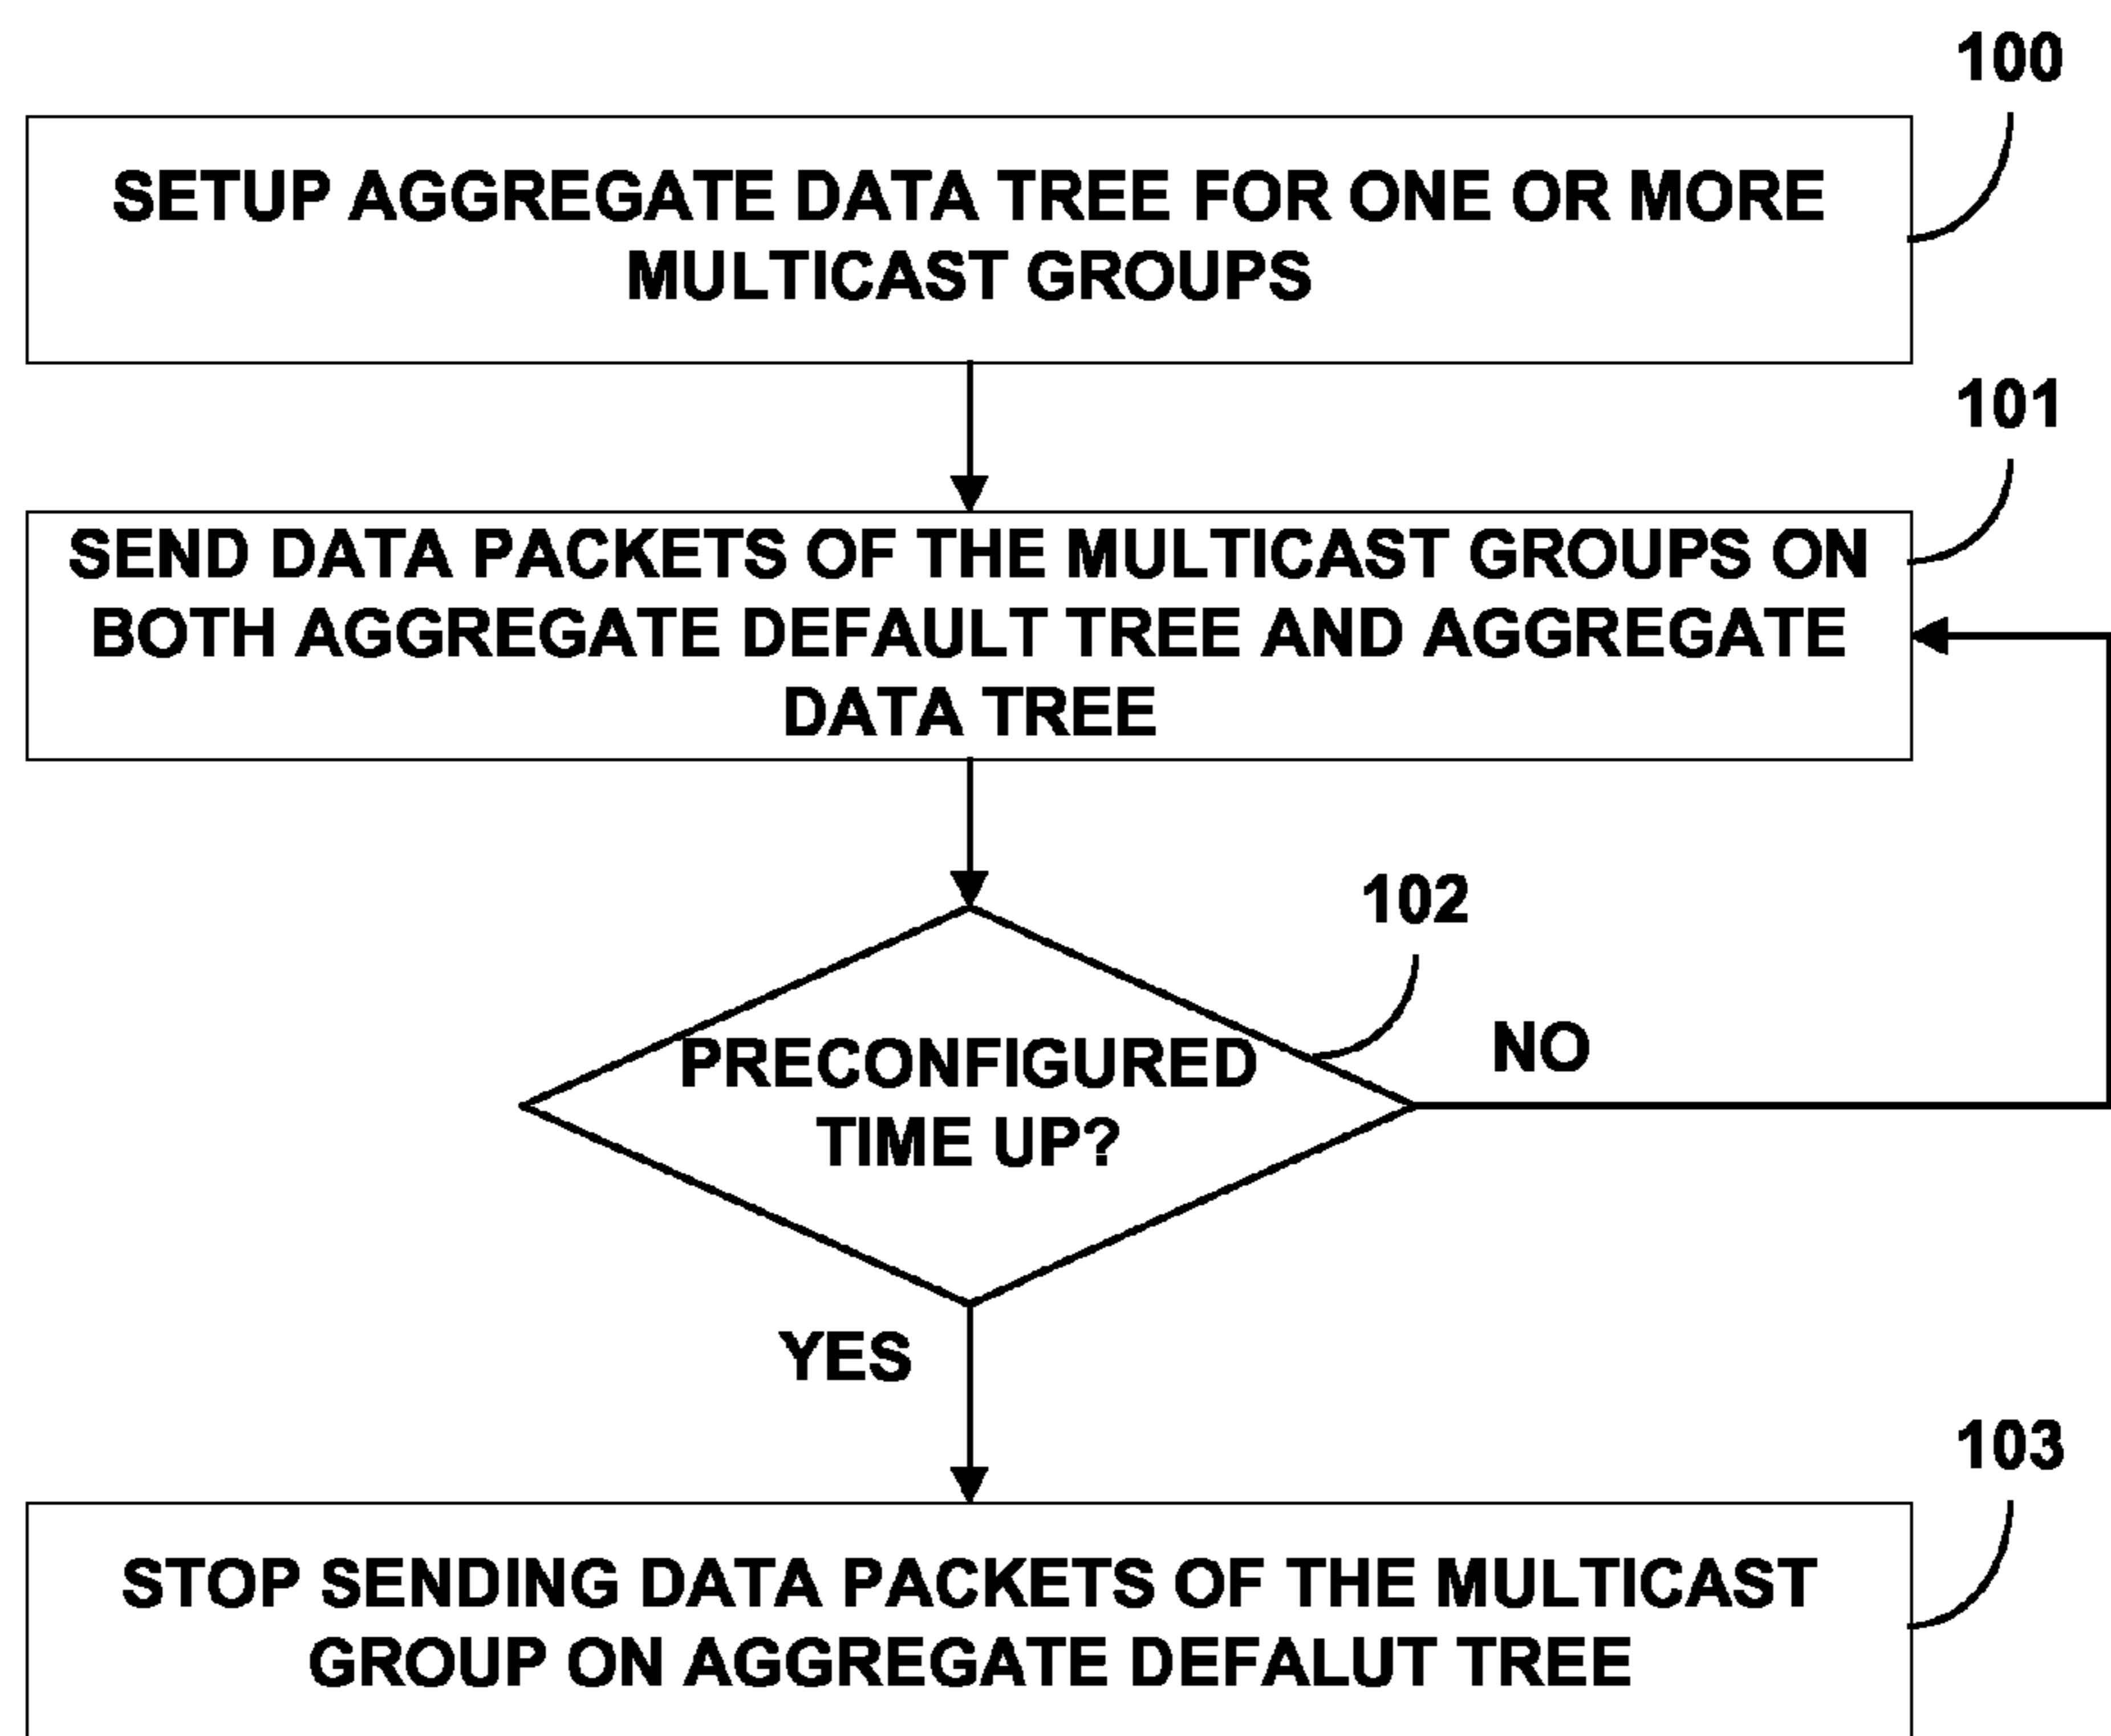 100
SETUP AGGREGATE DATA TREE FOR ONE OR MORE
MULTICAST GROUPS
101
SEND DATA PACKETS OF THE MULTICAST GROUPS ON
BOTH AGGREGATE DEFAULT TREE AND AGGREGATE
DATA TREE
102
PRECONFIGURED
TIME UP?
NO
YES
103
STOP SENDING DATA PACKETS OF THE MULTICAST
GROUP ON AGGREGATE DEFALUT TREE